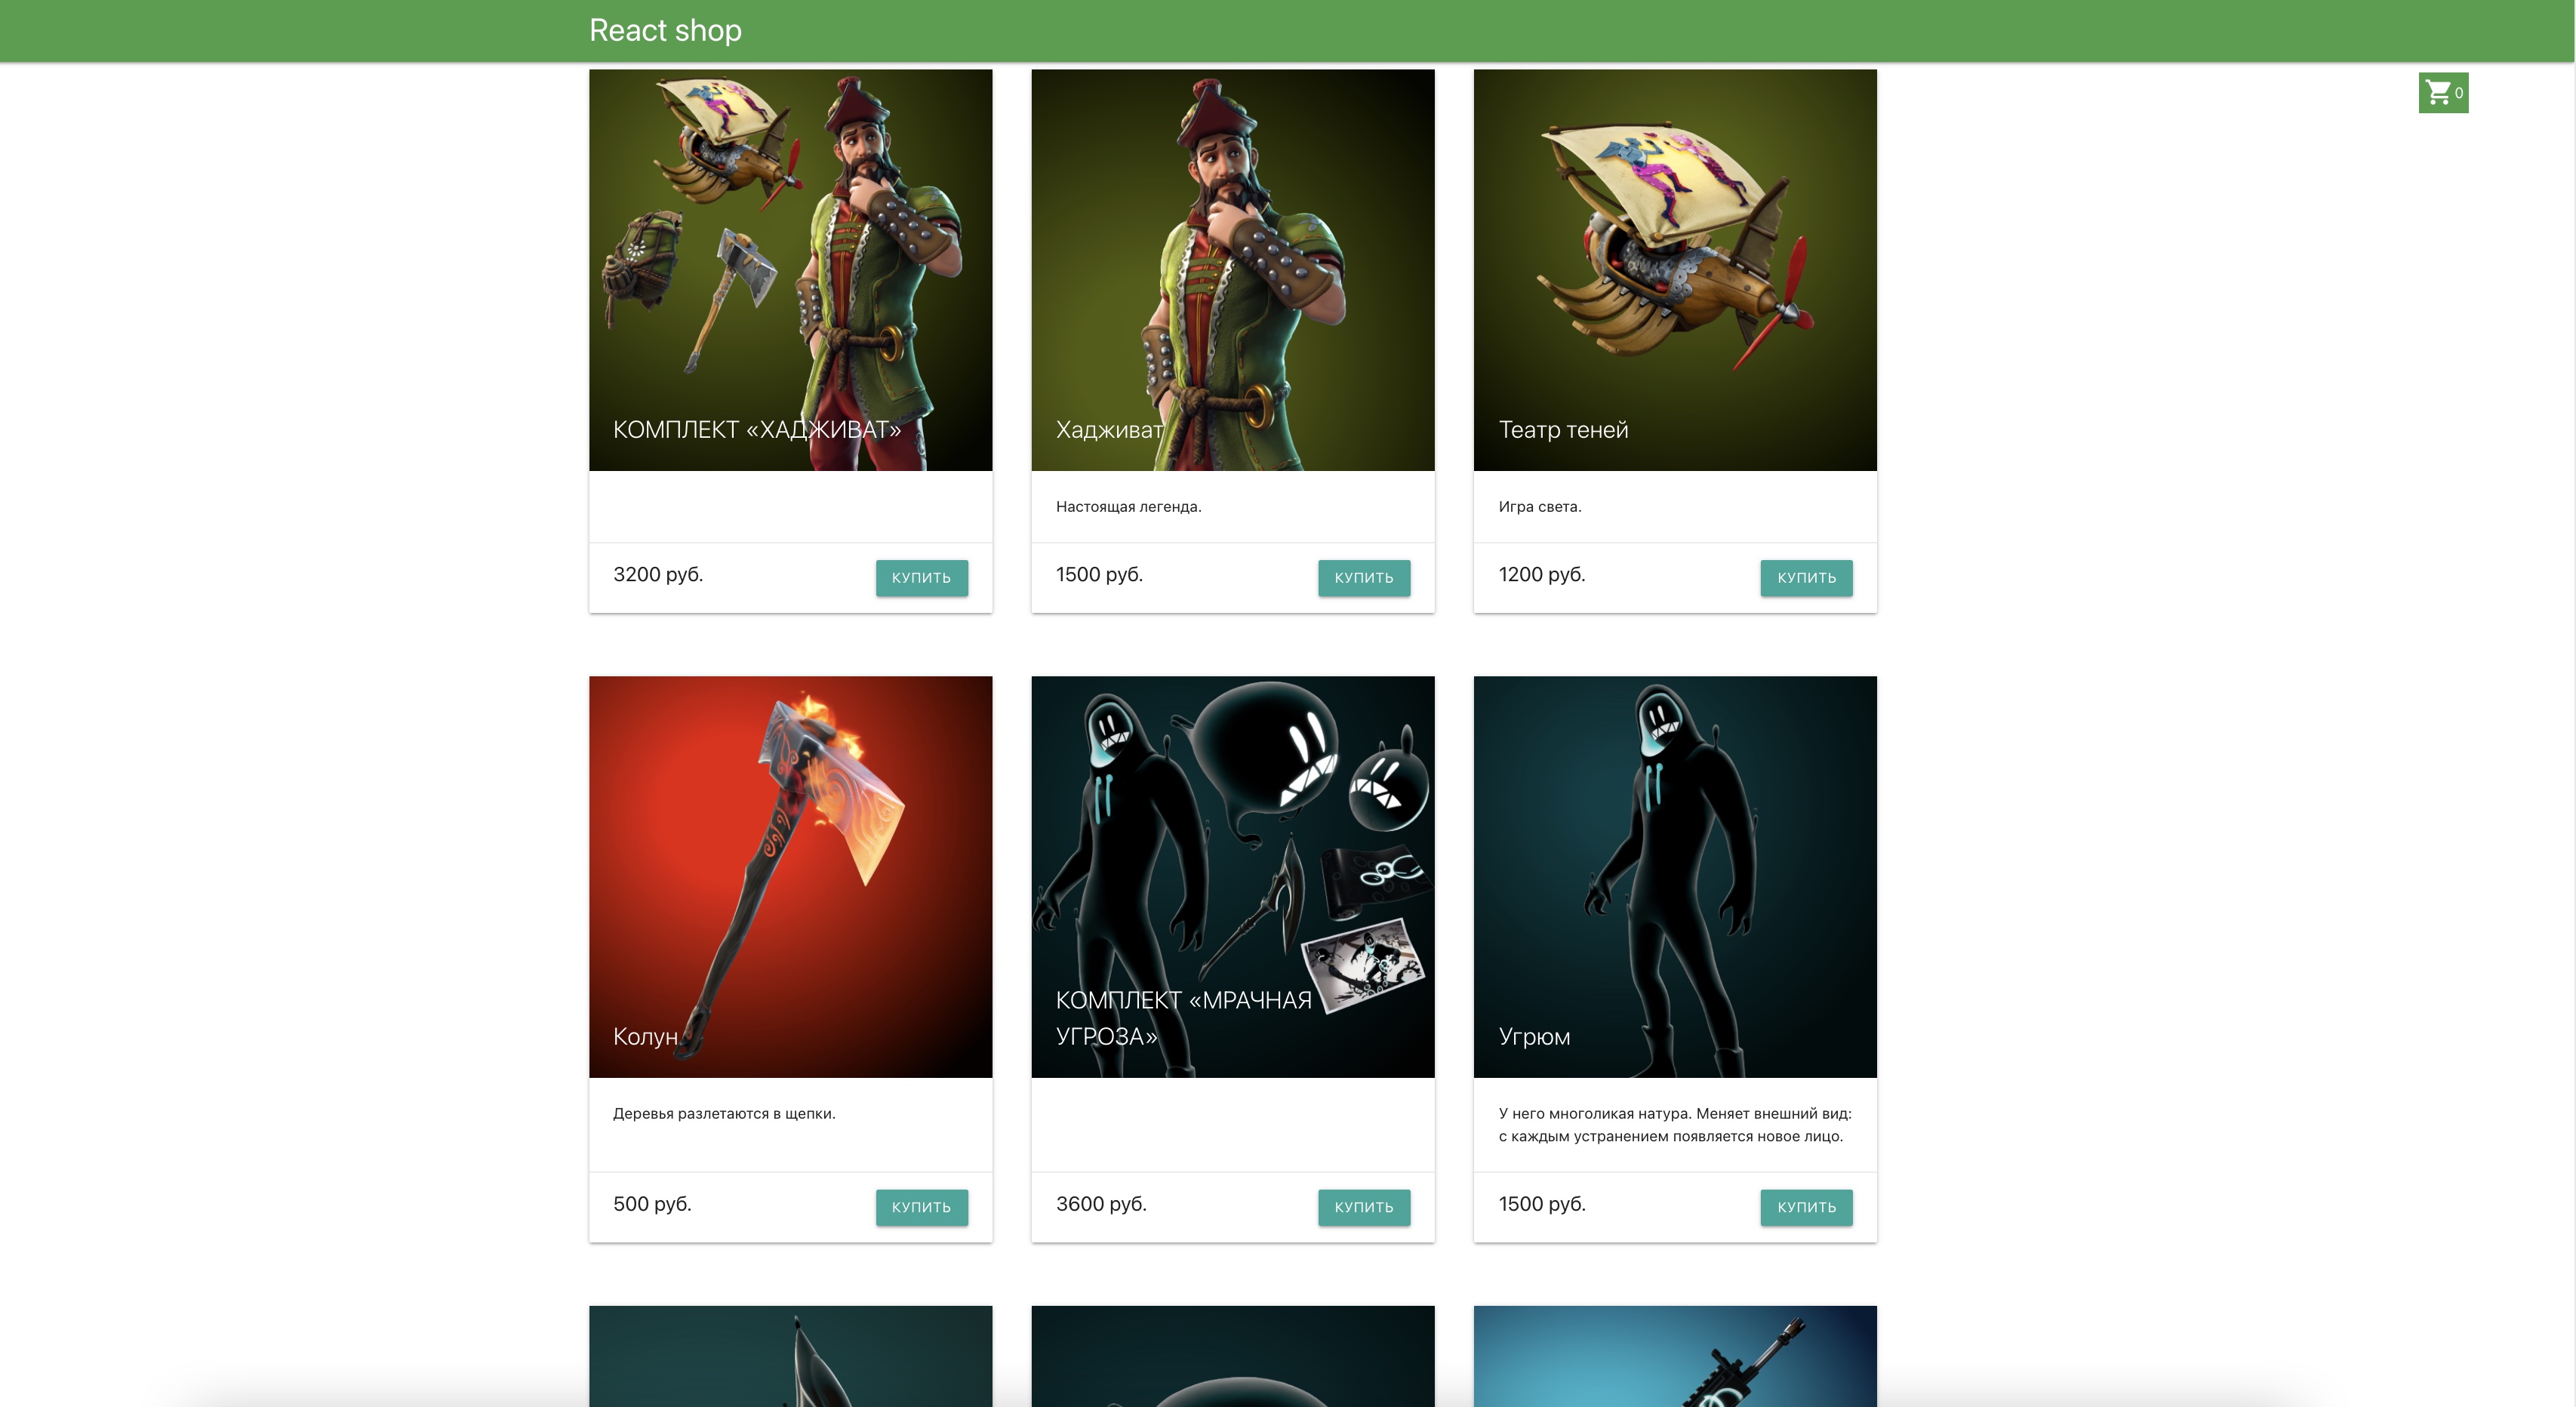 React shop
0
КОМПЛЕКТ «ХАДЖИВАТ»
3200 руб.
КУПИТЬ
Хадживат
Настоящая легенда.
1500 руб.
КУПИТЬ
Театр теней
Игра света.
1200 руб.
КУПИТЬ
Колун
Деревья разлетаются в щепки.
500 руб.
КУПИТЬ
КОМПЛЕКТ «МРАЧНАЯ
УГРОЗА»
3600 руб.
КУПИТЬ
Угрюм
У него многоликая натура. Меняет внешний вид:
с каждым устранением появляется новое лицо.
1500 руб.
КУПИТЬ